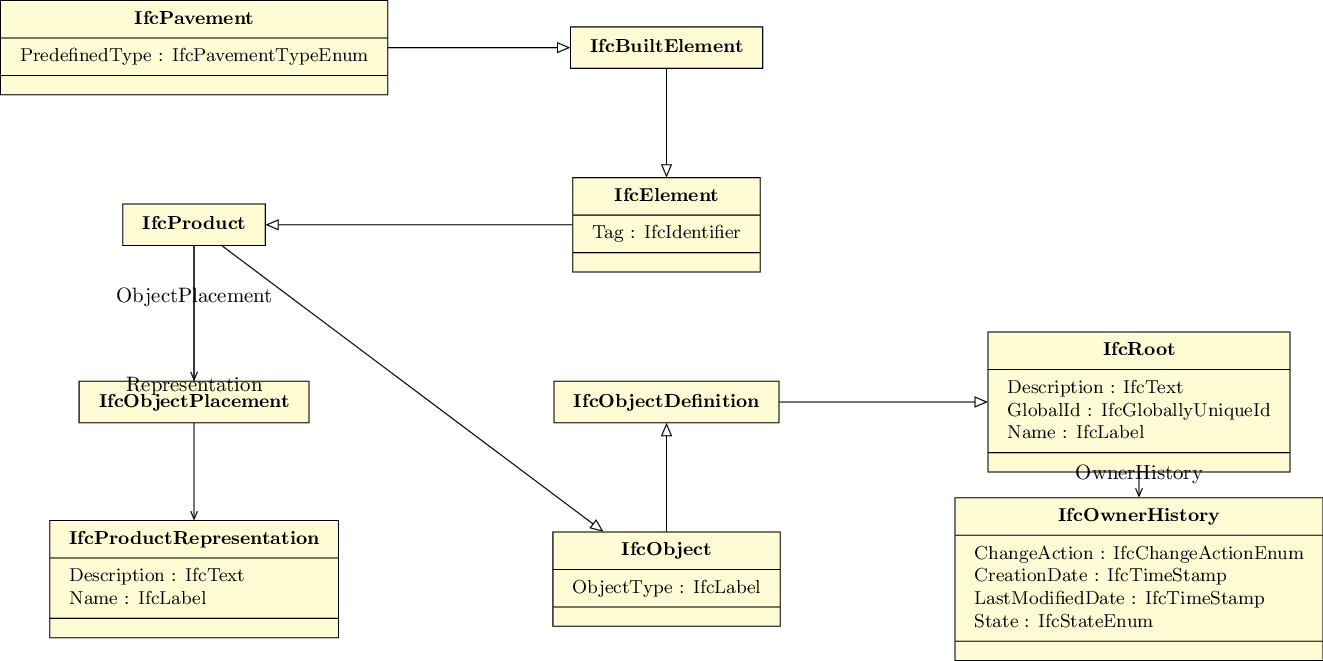 IfcPavement
PredefinedType : IfcPavementTypeEnum
IfcBuiltElement
IfcElement
Tag : IfcIdentifier
IfcProduct
ObjectPlacement
Representation
IfcObjectPlacement
IfcObjectDefinition
IfcRoot
Description : IfcText
GlobalId : IfcGloballyUniqueId
Name : IfcLabel
OwnerHistory
IfcOwnerHistory
ChangeAction : IfcChangeActionEnum
CreationDate : IfcTimeStamp
LastModifiedDate : IfcTimeStamp
State : IfcStateEnum
IfcProductRepresentation
Description : IfcText
Name : IfcLabel
IfcObject
ObjectType : IfcLabel